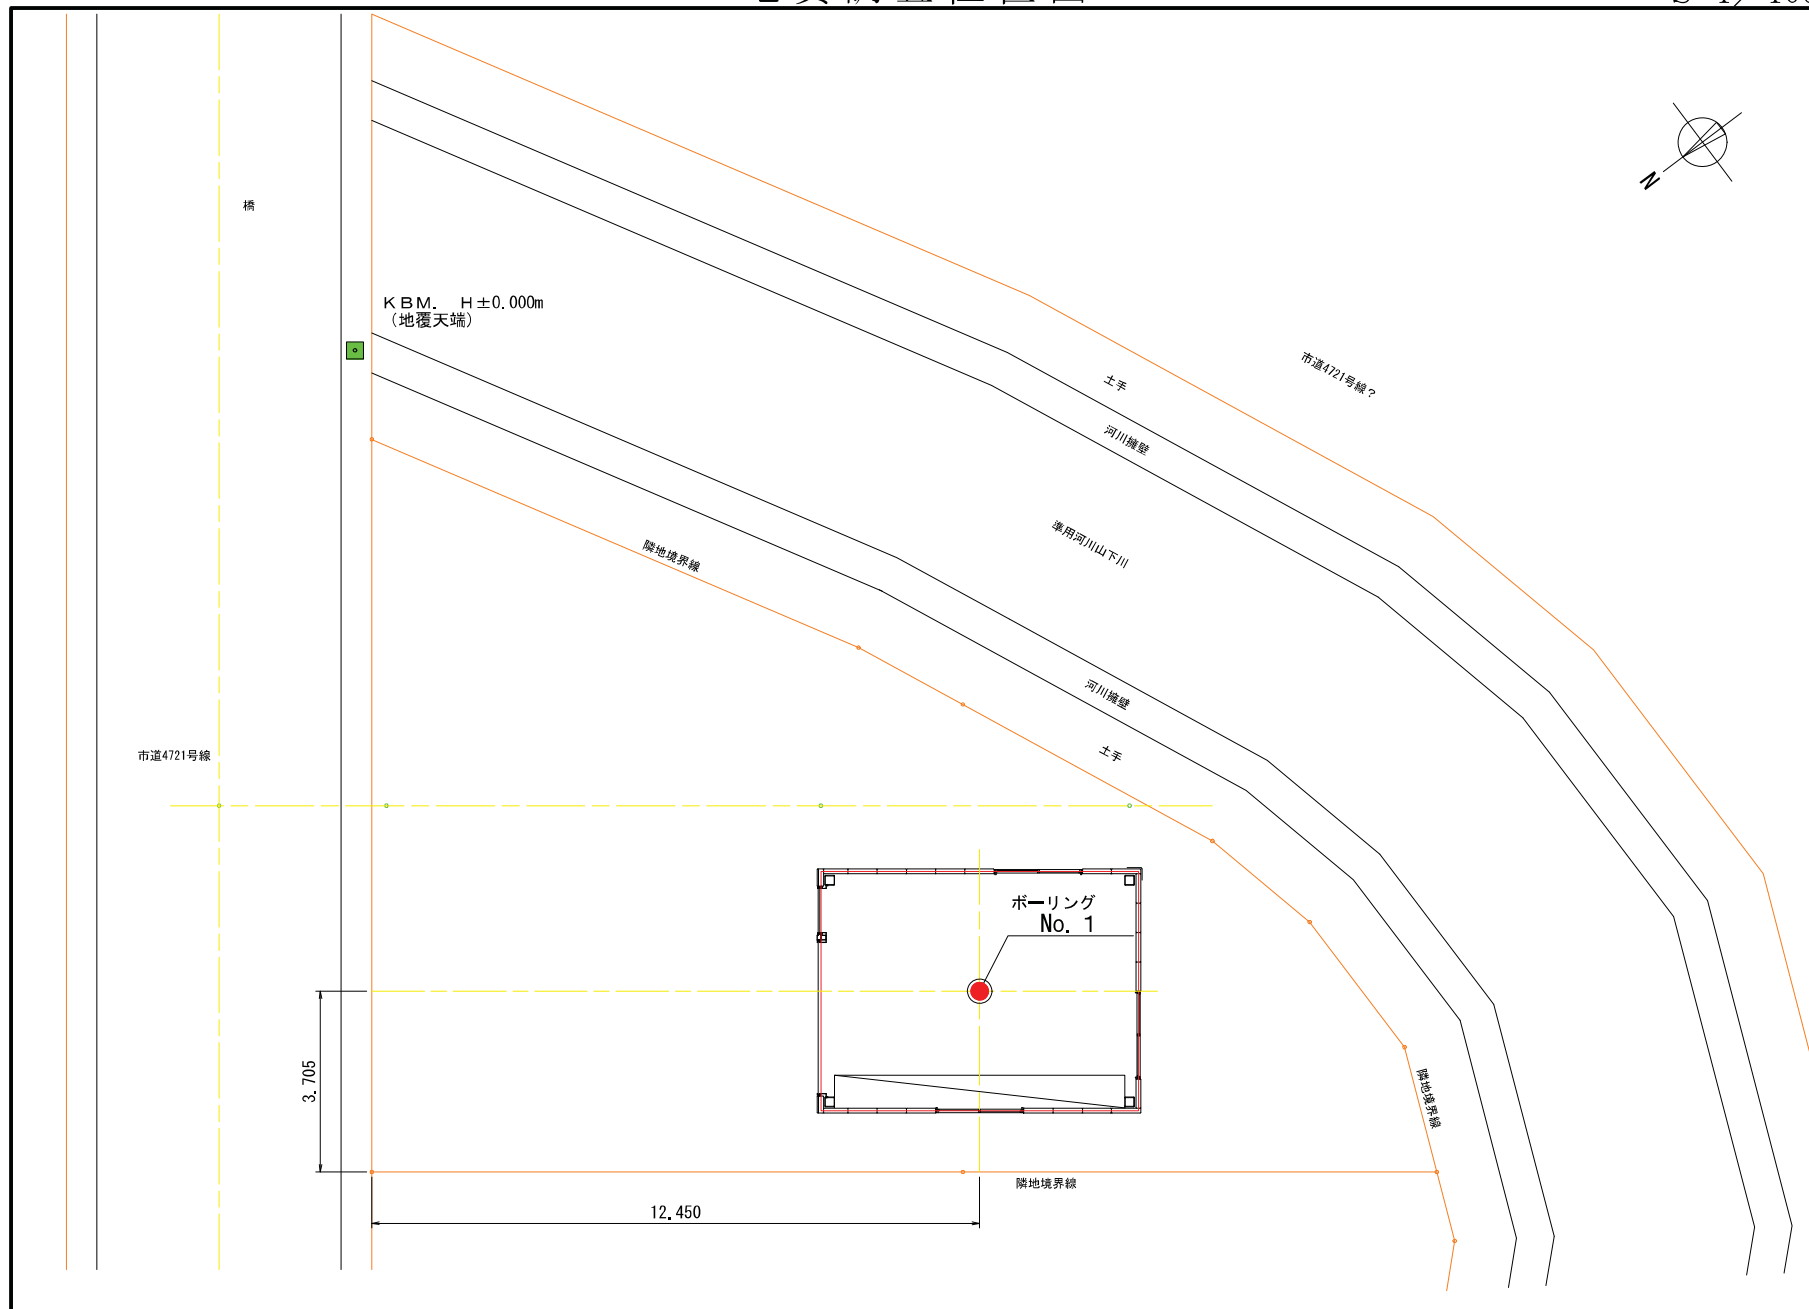 橋
N
KBM. H±0.000m
(地覆天端)
市道4721号線?
土手
河川擁壁
準用河川山下川
隣地境界線
河川擁壁
土手
市道4721号線
ボーリング
No. 1
3.705
隣地境界線
隣地境界線
12.450